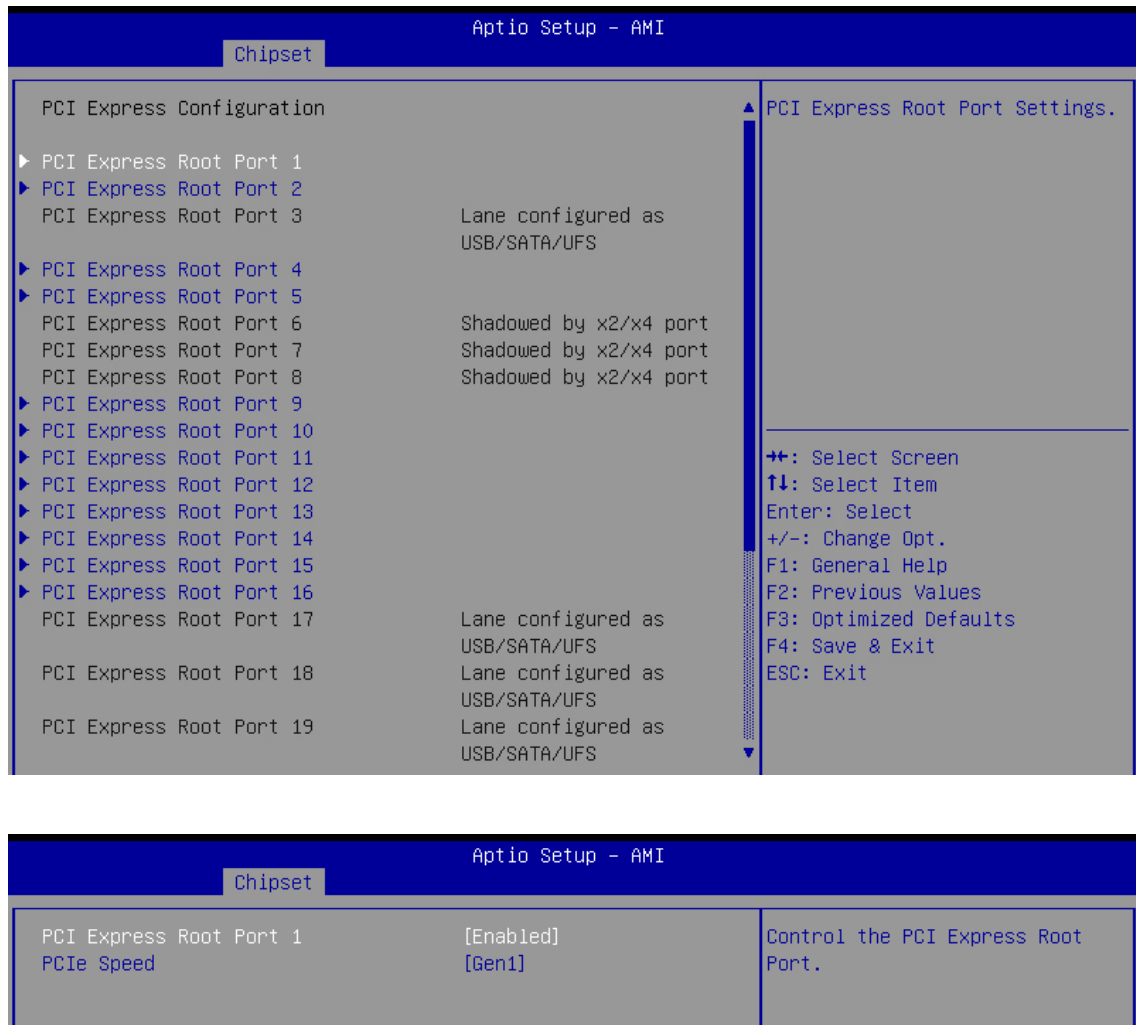 Aptio Setup – AMI
Chipset
PCI Express Configuration
PCI Express Root Port 1
PCI Express Root Port 2
PCI Express Root Port 3 Lane configured as
USB/SATA/UFS
PCI Express Root Port 4
PCI Express Root Port 5
PCI Express Root Port 6 Shadowed by x2/x4 port
PCI Express Root Port 7 Shadowed by x2/x4 port
PCI Express Root Port 8 Shadowed by x2/x4 port
PCI Express Root Port 9
PCI Express Root Port 10
PCI Express Root Port 11
PCI Express Root Port 12
PCI Express Root Port 13
PCI Express Root Port 14
PCI Express Root Port 15
PCI Express Root Port 16
PCI Express Root Port 17 Lane configured as
USB/SATA/UFS
PCI Express Root Port 18 Lane configured as
USB/SATA/UFS
PCI Express Root Port 19 Lane configured as
USB/SATA/UFS
PCI Express Root Port Settings.
→←: Select Screen
↑↓: Select Item
Enter: Select
+/-: Change Opt.
F1: General Help
F2: Previous Values
F3: Optimized Defaults
F4: Save & Exit
ESC: Exit
Aptio Setup – AMI
Chipset
PCI Express Root Port 1 [Enabled]
PCIe Speed [Gen1]
Control the PCI Express Root
Port.